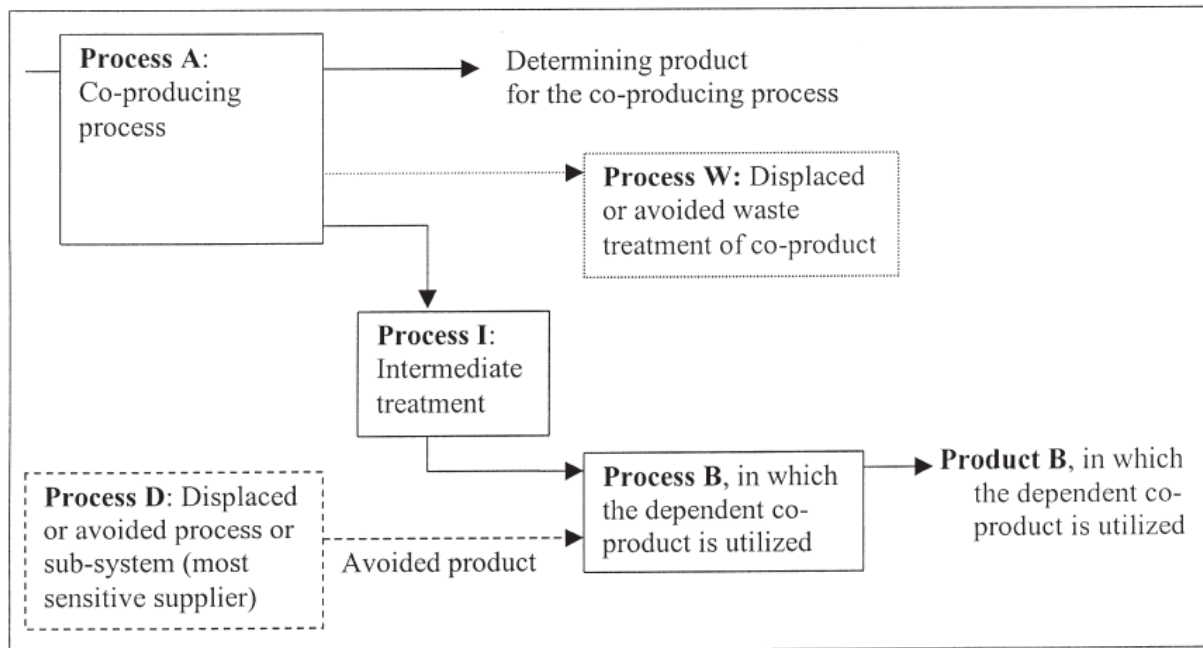 Process A:
Co-producing
process
Determining product
for the co-producing process
Process W: Displaced
or avoided waste
treatment of co-product
Process I:
Intermediate
treatment
Process D: Displaced
or avoided process or
sub-system (most
sensitive supplier)
Avoided product
Process B, in which
the dependent co-
product is utilized
Product B, in which
the dependent co-
product is utilized